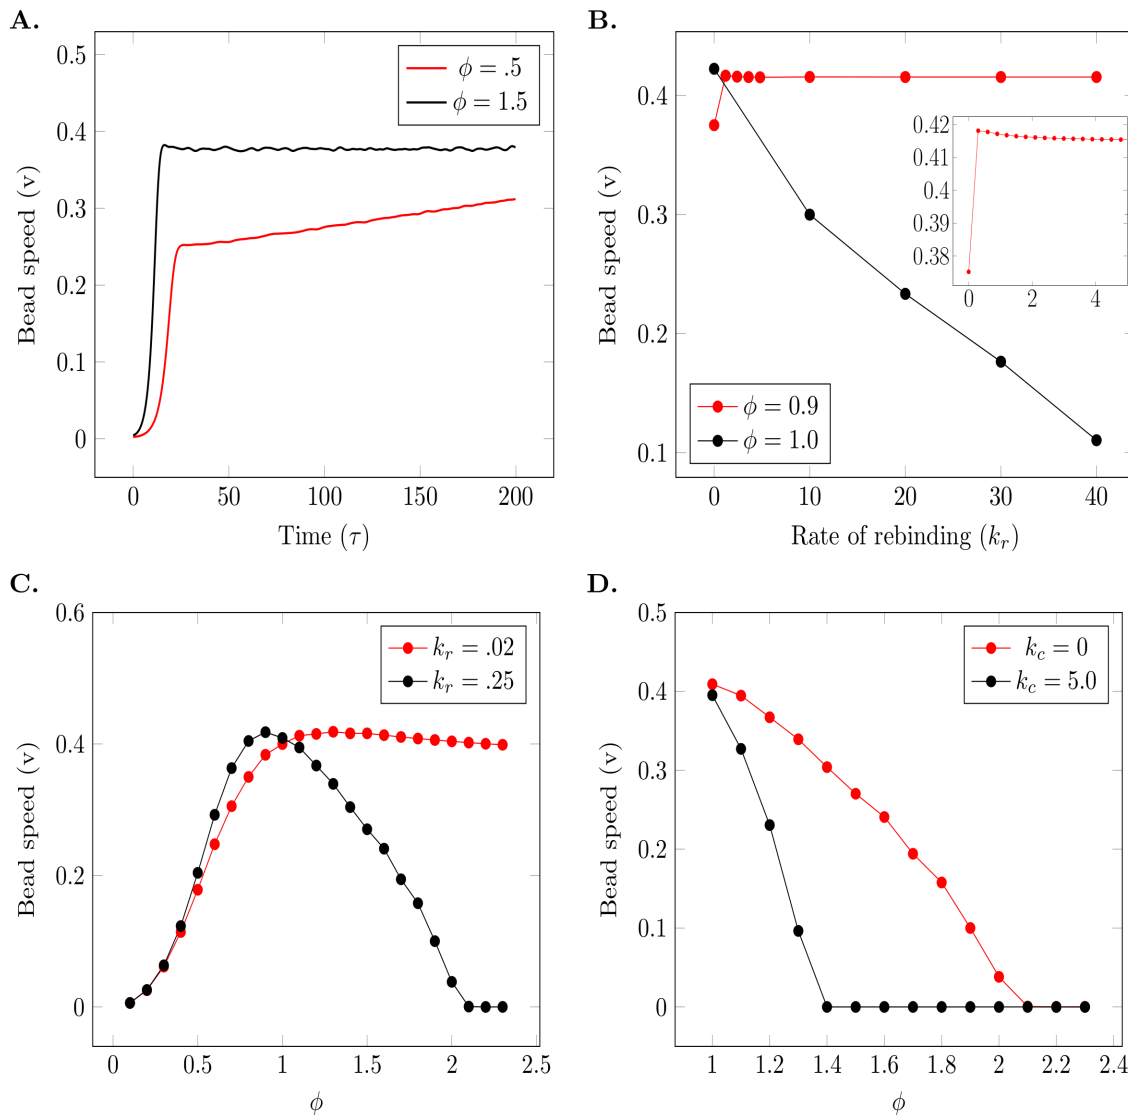 A.
0.5
0.4
0.3
0.2
0.1
0
0 50 100 150 200
Bead speed (v)
Time (τ)
ϕ = .5
ϕ = 1.5
B.
0.4
0.3
0.2
0.1
0 10 20 30 40
Bead speed (v)
Rate of rebinding (k_r)
ϕ = 0.9
ϕ = 1.0
0.42
0.41
0.4
0.39
0.38
0 2 4
C.
0.6
0.4
0.2
0
0 0.5 1 1.5 2 2.5
Bead speed (v)
ϕ
k_r = .02
k_r = .25
D.
0.5
0.4
0.3
0.2
0.1
0
1 1.2 1.4 1.6 1.8 2 2.2 2.4
Bead speed (v)
ϕ
k_c = 0
k_c = 5.0